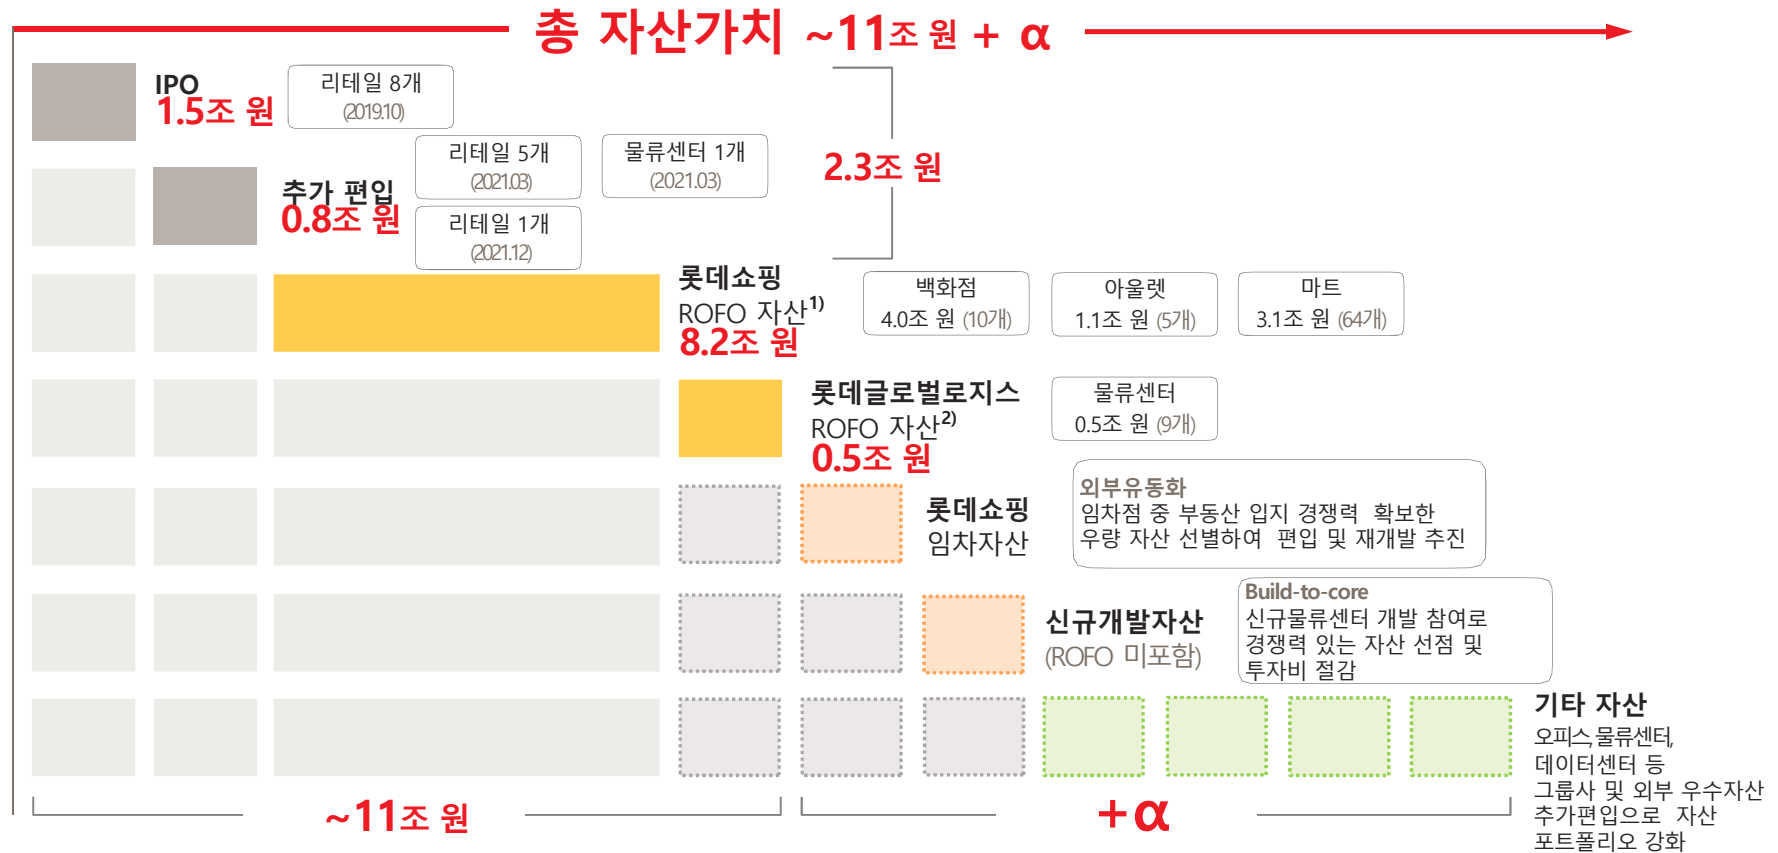 총 자산가치 ~11조 원 + α
IPO
1.5조 원
리테일 8개
(2019.10)
추가 편입
0.8조 원
리테일 5개
(2021.03)
물류센터 1개
(2021.03)
리테일 1개
(2021.12)
2.3조 원
롯데쇼핑
ROFO 자산1)
8.2조 원
백화점
4.0조 원 (10개)
아울렛
1.1조 원 (5개)
마트
3.1조 원 (64개)
롯데글로벌로지스
ROFO 자산2)
0.5조 원
물류센터
0.5조 원 (9개)
롯데쇼핑
임차자산
외부유동화
임차점 중 부동산 입지 경쟁력 확보한
우량 자산 선별하여 편입 및 재개발 추진
신규개발자산
(ROFO 미포함)
Build-to-core
신규물류센터 개발 참여로
경쟁력 있는 자산 선점 및
투자비 절감
기타 자산
오피스,물류센터,
데이터센터 등
그룹사 및 외부 우수자산
추가편입으로 자산
포트폴리오 강화
~11조 원
+α